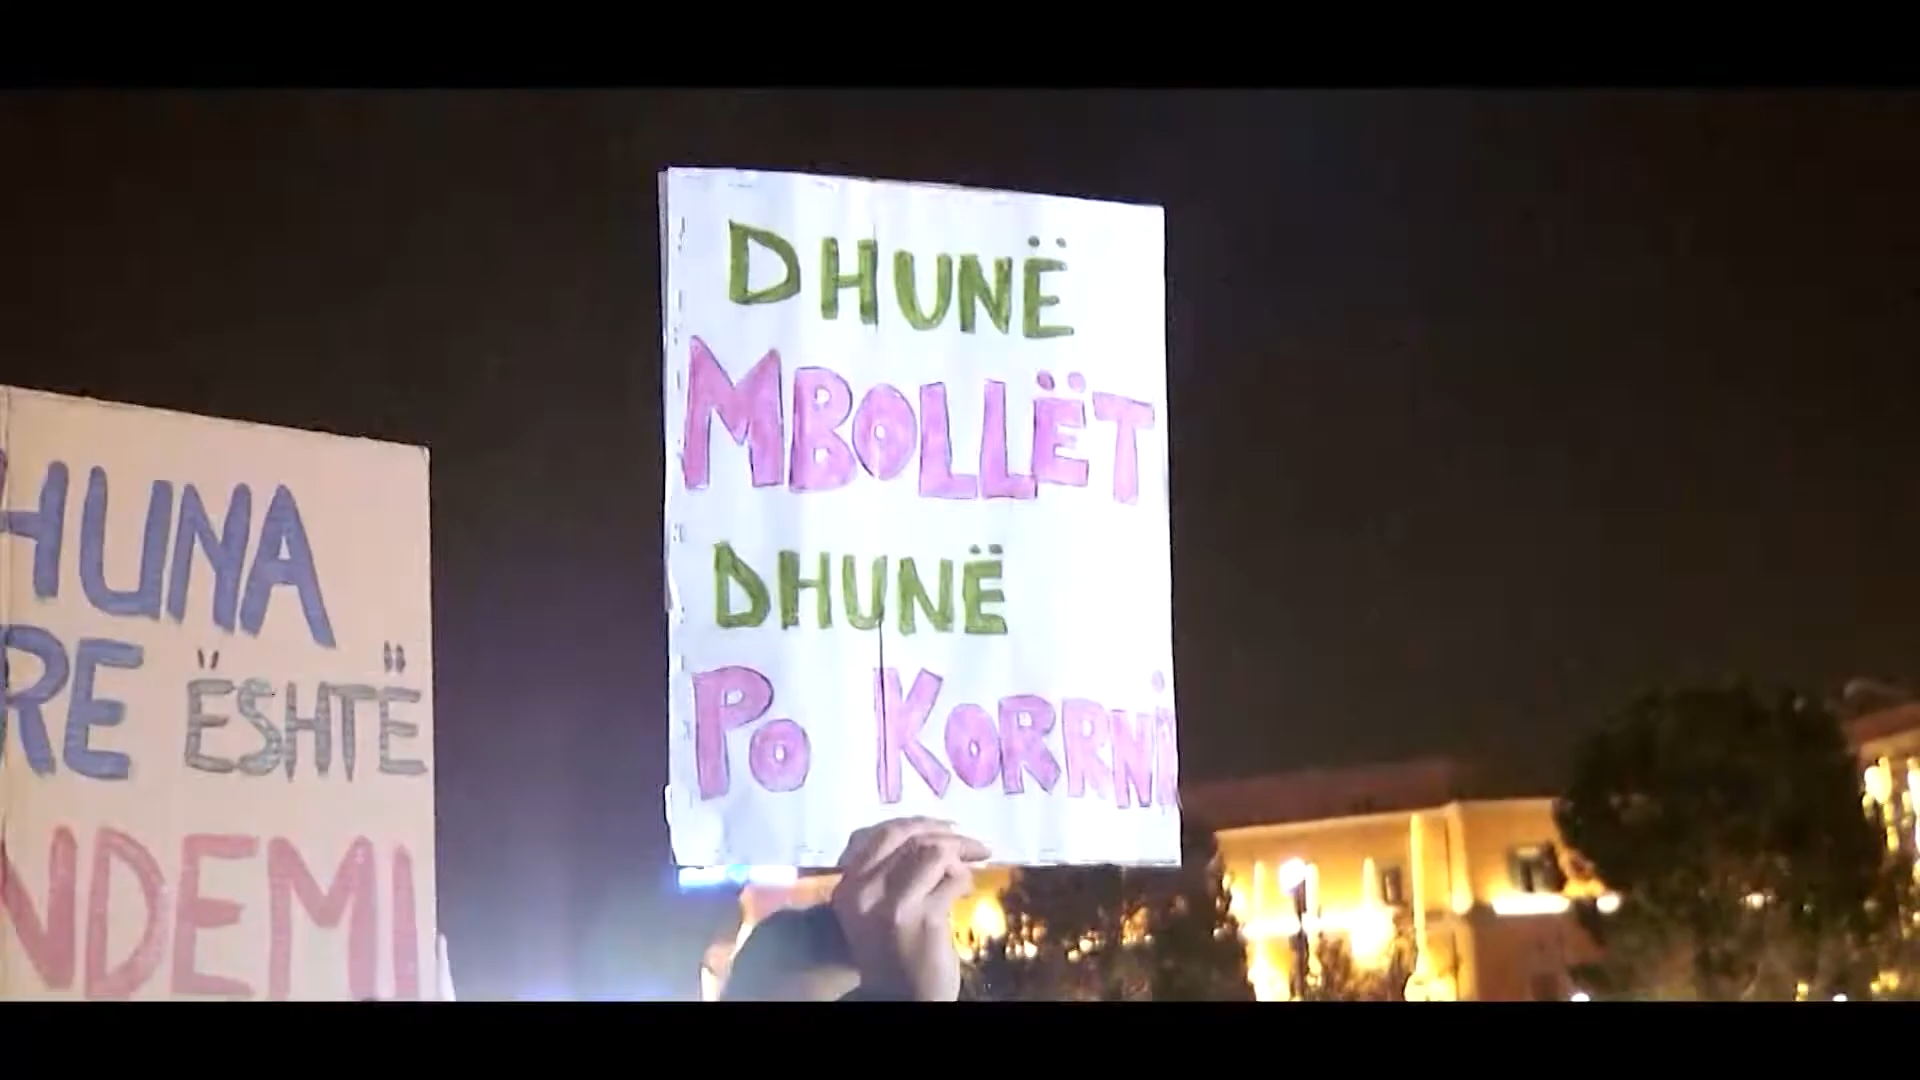 HUNA
RE ËSHTË
NDEMI
DHUNË
MBOLLËT
DHUNË
PO KORRNI